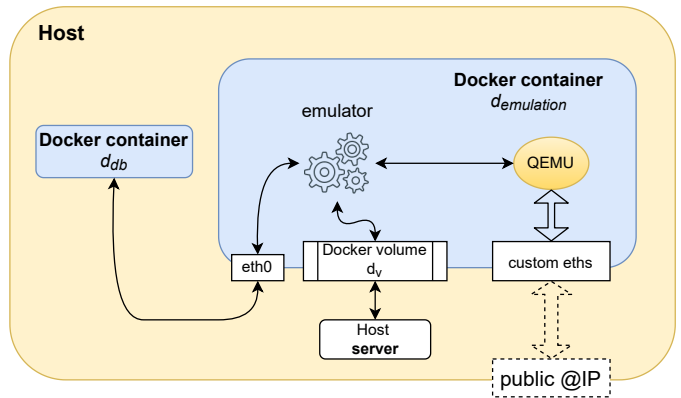 Host
Docker container
d_emulation
emulator
Docker container
d_db
QEMU
eth0
Docker volume
d_v
custom eths
Host
server
public @IP